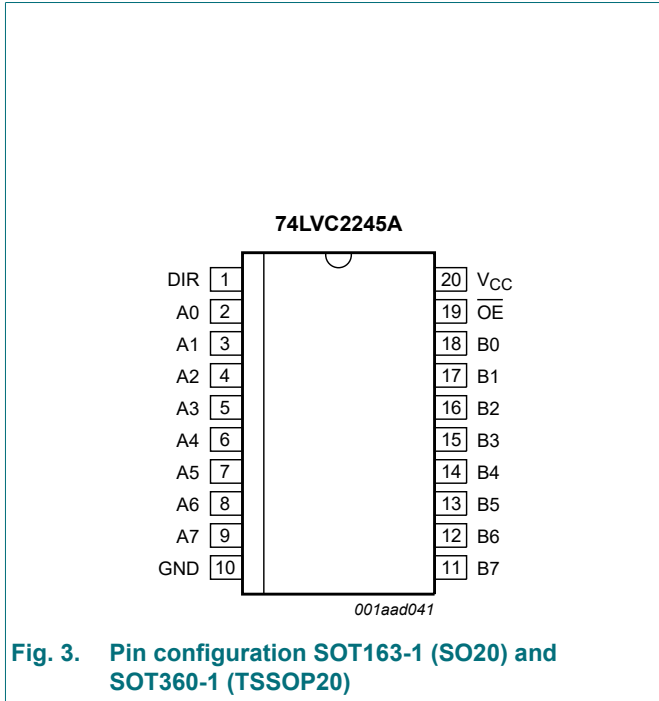 74LVC2245A
DIR 1 20 VCC
A0 2 19 OE
A1 3 18 B0
A2 4 17 B1
A3 5 16 B2
A4 6 15 B3
A5 7 14 B4
A6 8 13 B5
A7 9 12 B6
GND 10 11 B7
001aad041
Fig. 3. Pin configuration SOT163-1 (SO20) and
SOT360-1 (TSSOP20)